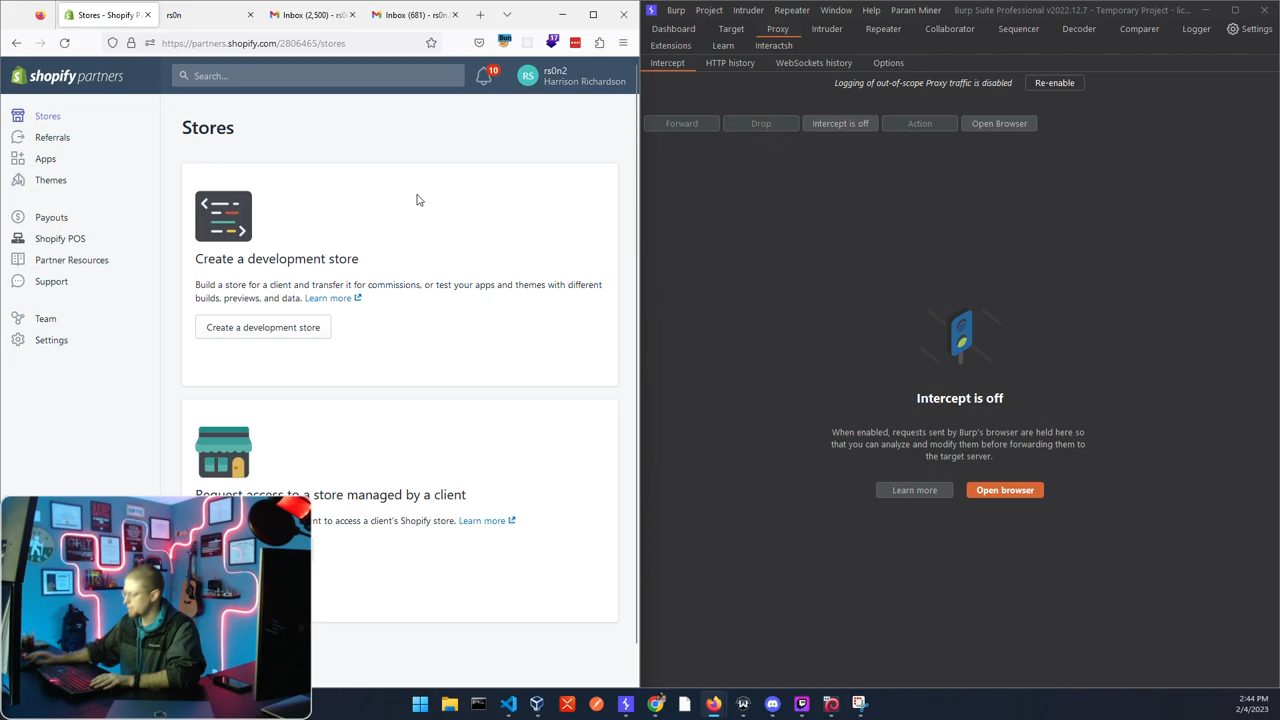 Stores - Shopify P
rs0n
Inbox (2,500) - rs0n
Inbox (681) - rs0n.
https://partners.shopify.com/
/stores
shopify partners
Search...
10
RS
rs0n2
Harrison Richardson
Stores
Referrals
Apps
Themes
Payouts
Shopify POS
Partner Resources
Support
Team
Settings
Stores
Create a development store
Build a store for a client and transfer it for commissions, or test your apps and themes with different
builds, previews, and data. Learn more
Create a development store
Request access to a store managed by a client
nt to access a client's Shopify store. Learn more
Burp Project Intruder Repeater Window Help Param Miner Burp Suite Professional v2022.12.7 - Temporary Project - lic...
Dashboard Target Proxy Intruder Repeater Collaborator Sequencer Decoder Comparer Logger Settin
Extensions Learn Interactsh
Intercept HTTP history WebSockets history Options
Logging of out-of-scope Proxy traffic is disabled Re-enable
Forward Drop Intercept is off Action Open Browser
Intercept is off
When enabled, requests sent by Burp's browser are held here so
that you can analyze and modify them before forwarding them to
the target server.
Learn more Open browser
2:44 PM
2/4/2023